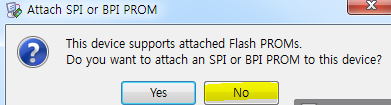 Attach SPI or BPI PROM
This device supports attached Flash PROMs.
Do you want to attach an SPI or BPI PROM to this device?
Yes No